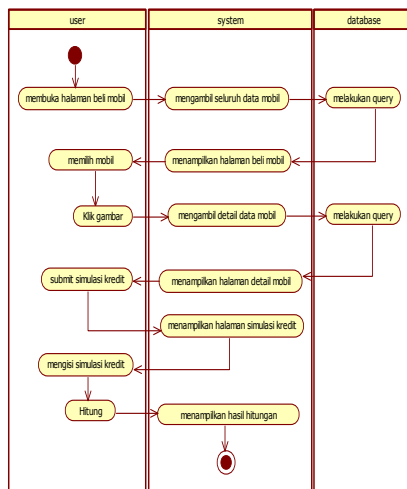 user system database
membuka halaman beli mobil mengambil seluruh data mobil melakukan query
memilih mobil menampilkan halaman beli mobil
Klik gambar mengambil detail data mobil melakukan query
submit simulasi kredit menampilkan halaman detail mobil
menampilkan halaman simulasi kredit
mengisi simulasi kredit
Hitung menampilkan hasil hitungan